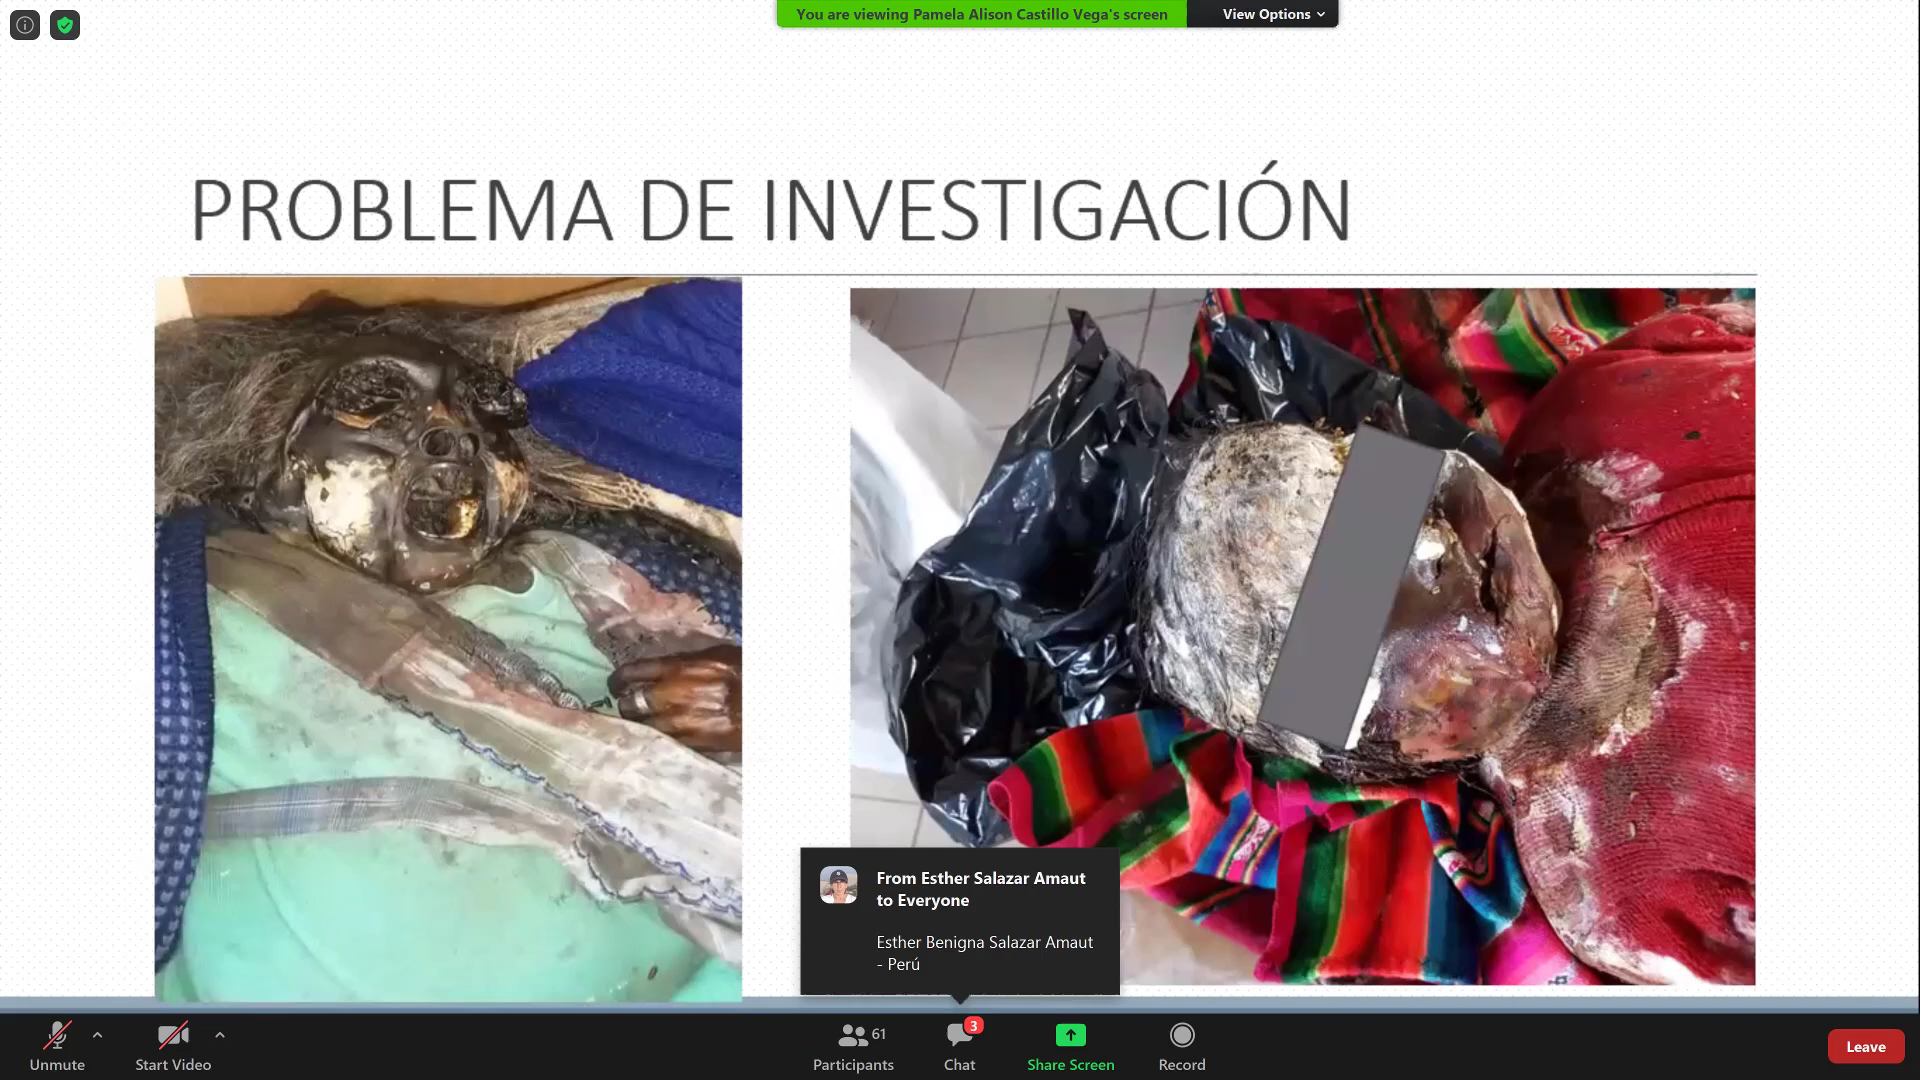 You are viewing Pamela Alison Castillo Vega's screen
View Options
PROBLEMA DE INVESTIGACIÓN
From Esther Salazar Amaut
to Everyone
Esther Benigna Salazar Amaut
- Perú
Unmute
Start Video
61
Participants
3
Chat
Share Screen
Record
Leave